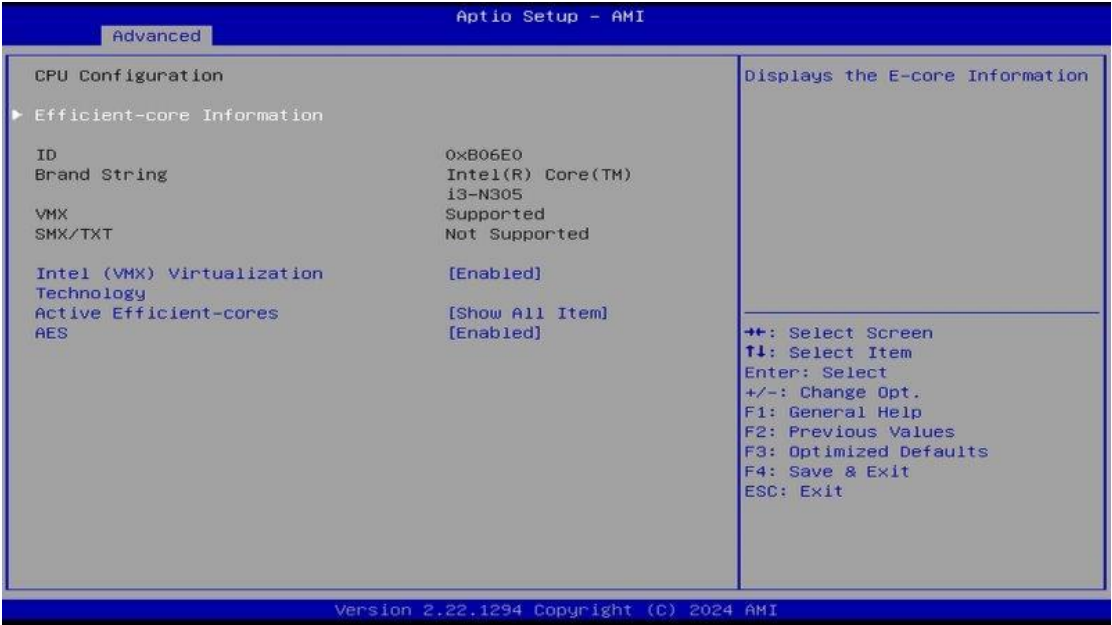 Aptio Setup - AMI
Advanced
CPU Configuration
Efficient-core Information
ID 0xB06E0
Brand String Intel(R) Core(TM)
i3-N305
VMX Supported
SMX/TXT Not Supported
Intel (VMX) Virtualization [Enabled]
Technology
Active Efficient-cores [Show All Item]
AES [Enabled]
Displays the E-core Information
→←: Select Screen
↑↓: Select Item
Enter: Select
+/-: Change Opt.
F1: General Help
F2: Previous Values
F3: Optimized Defaults
F4: Save & Exit
ESC: Exit
Version 2.22.1294 Copyright (C) 2024 AMI